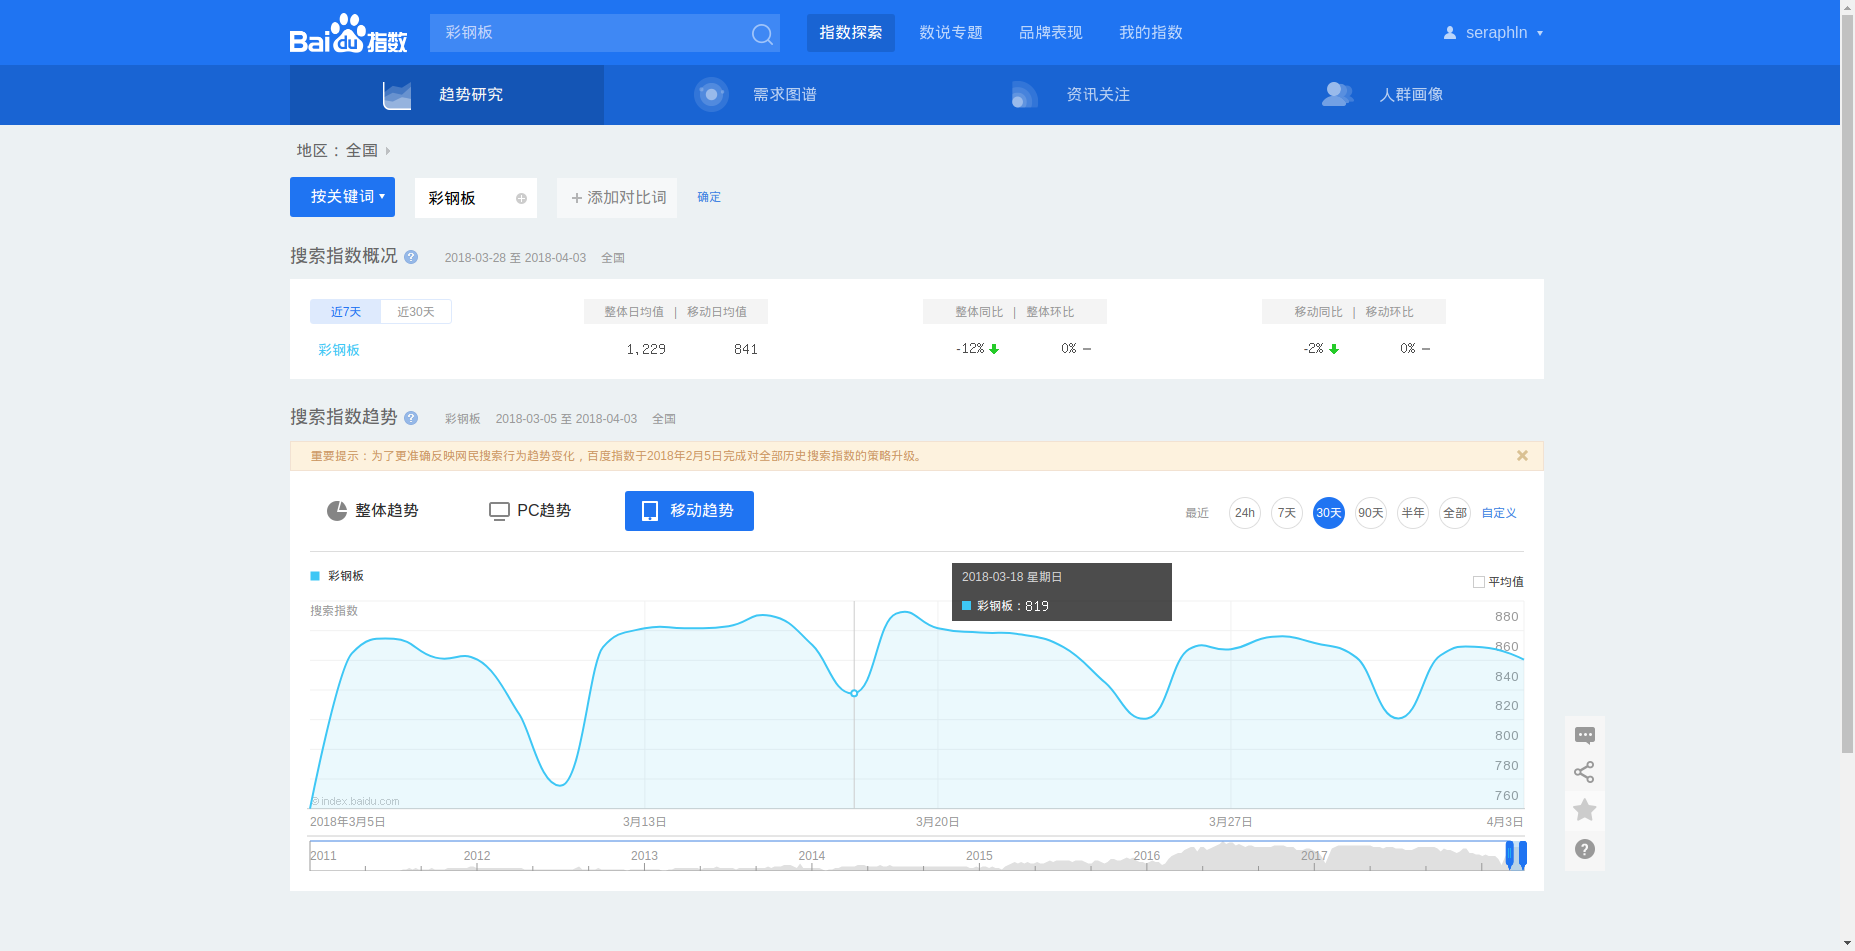 Bai du 指数 彩钢板 指数探索 数说专题 品牌表现 我的指数 seraphln
趋势研究 需求图谱 资讯关注 人群画像
地区：全国
按关键词 彩钢板 添加对比词 确定
搜索指数概况 ? 2018-03-28 至 2018-04-03 全国
近7天 近30天 整体日均值 | 移动日均值 整体同比 | 整体环比 移动同比 | 移动环比
彩钢板 1,229 841 -12% 0% -2% 0%
搜索指数趋势 ? 彩钢板 2018-03-05 至 2018-04-03 全国
重要提示：为了更准确反映网民搜索行为趋势变化，百度指数于2018年2月5日完成对全部历史搜索指数的策略升级。
整体趋势 PC趋势 移动趋势 最近 24h 7天 30天 90天 半年 全部 自定义
彩钢板 平均值
2018-03-18 星期日
彩钢板：819
搜索指数
880
860
840
820
800
780
760
© index.baidu.com
2018年3月5日 3月13日 3月20日 3月27日 4月3日
2011 2012 2013 2014 2015 2016 2017
?